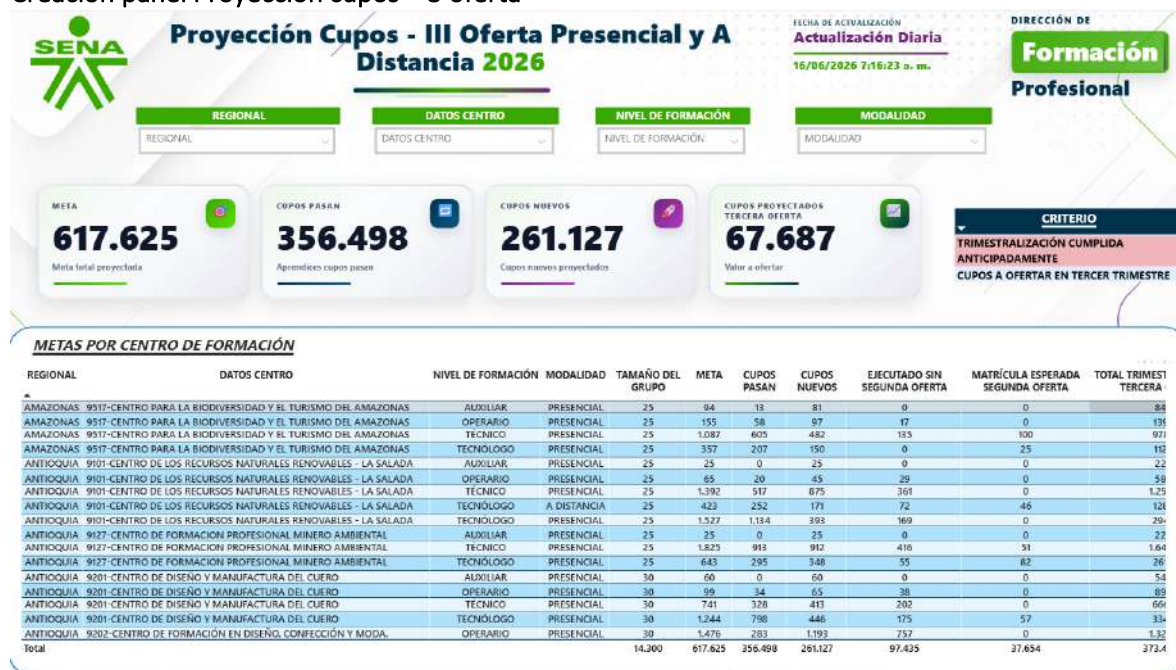 SENA
Proyección Cupos - III Oferta Presencial y A
Distancia 2026
FECHA DE ACTUALIZACIÓN
Actualización Diaria
16/06/2026 7:16:23 a. m.
DIRECCIÓN DE
Formación
Profesional
REGIONAL DATOS CENTRO NIVEL DE FORMACIÓN MODALIDAD
REGIONAL DATOS CENTRO NIVEL DE FORMACIÓN MODALIDAD
META
617.625
Meta total proyectada
CUPOS PASAN
356.498
Aprendices cupos pasan
CUPOS NUEVOS
261.127
Cupos nuevos proyectados
CUPOS PROYECTADOS
TERCERA OFERTA
67.687
Valor a ofertar
CRITERIO
TRIMESTRALIZACIÓN CUMPLIDA
ANTICIPADAMENTE
CUPOS A OFERTAR EN TERCER TRIMESTRE
METAS POR CENTRO DE FORMACIÓN
REGIONAL DATOS CENTRO NIVEL DE FORMACIÓN MODALIDAD TAMAÑO DEL GRUPO META CUPOS PASAN CUPOS NUEVOS EJECUTADO SIN SEGUNDA OFERTA MATRÍCULA ESPERADA SEGUNDA OFERTA TOTAL TERCERA
AMAZONAS 9517-CENTRO PARA LA BIODIVERSIDAD Y EL TURISMO DEL AMAZONAS AUXILIAR PRESENCIAL 25 94 13 81 0 0 84
AMAZONAS 9517-CENTRO PARA LA BIODIVERSIDAD Y EL TURISMO DEL AMAZONAS OPERARIO PRESENCIAL 25 155 58 97 17 0 139
AMAZONAS 9517-CENTRO PARA LA BIODIVERSIDAD Y EL TURISMO DEL AMAZONAS TÉCNICO PRESENCIAL 25 1.087 605 482 135 100
AMAZONAS 9517-CENTRO PARA LA BIODIVERSIDAD Y EL TURISMO DEL AMAZONAS TECNÓLOGO PRESENCIAL 25 357 207 150 0 25
ANTIOQUIA 9101-CENTRO DE LOS RECURSOS NATURALES RENOVABLES - LA SALADA AUXILIAR PRESENCIAL 25 25 0 25 0 0 22
ANTIOQUIA 9101-CENTRO DE LOS RECURSOS NATURALES RENOVABLES - LA SALADA OPERARIO PRESENCIAL 25 65 20 45 29 0 58
ANTIOQUIA 9101-CENTRO DE LOS RECURSOS NATURALES RENOVABLES - LA SALADA TÉCNICO PRESENCIAL 25 1.392 517 875 361 0
ANTIOQUIA 9101-CENTRO DE LOS RECURSOS NATURALES RENOVABLES - LA SALADA TECNÓLOGO A DISTANCIA 25 423 252 171 72 46
ANTIOQUIA 9101-CENTRO DE LOS RECURSOS NATURALES RENOVABLES - LA SALADA TECNÓLOGO PRESENCIAL 25 1.527 1.134 393 169 0
ANTIOQUIA 9127-CENTRO DE FORMACION PROFESIONAL MINERO AMBIENTAL AUXILIAR PRESENCIAL 25 25 0 25 0 0 22
ANTIOQUIA 9127-CENTRO DE FORMACION PROFESIONAL MINERO AMBIENTAL TÉCNICO PRESENCIAL 25 1.825 913 912 416 51
ANTIOQUIA 9127-CENTRO DE FORMACION PROFESIONAL MINERO AMBIENTAL TECNÓLOGO PRESENCIAL 25 643 295 348 55 82
ANTIOQUIA 9201-CENTRO DE DISEÑO Y MANUFACTURA DEL CUERO AUXILIAR PRESENCIAL 30 60 0 60 0 0 54
ANTIOQUIA 9201-CENTRO DE DISEÑO Y MANUFACTURA DEL CUERO OPERARIO PRESENCIAL 30 99 34 65 38 0 89
ANTIOQUIA 9201-CENTRO DE DISEÑO Y MANUFACTURA DEL CUERO TÉCNICO PRESENCIAL 30 741 328 413 202 0
ANTIOQUIA 9201-CENTRO DE DISEÑO Y MANUFACTURA DEL CUERO TECNÓLOGO PRESENCIAL 30 1.244 798 446 175 57
ANTIOQUIA 9202-CENTRO DE FORMACIÓN EN DISEÑO, CONFECCIÓN Y MODA. OPERARIO PRESENCIAL 30 1.476 283 1.193 757 0
Total 14.300 617.625 356.498 261.127 97.435 37.654